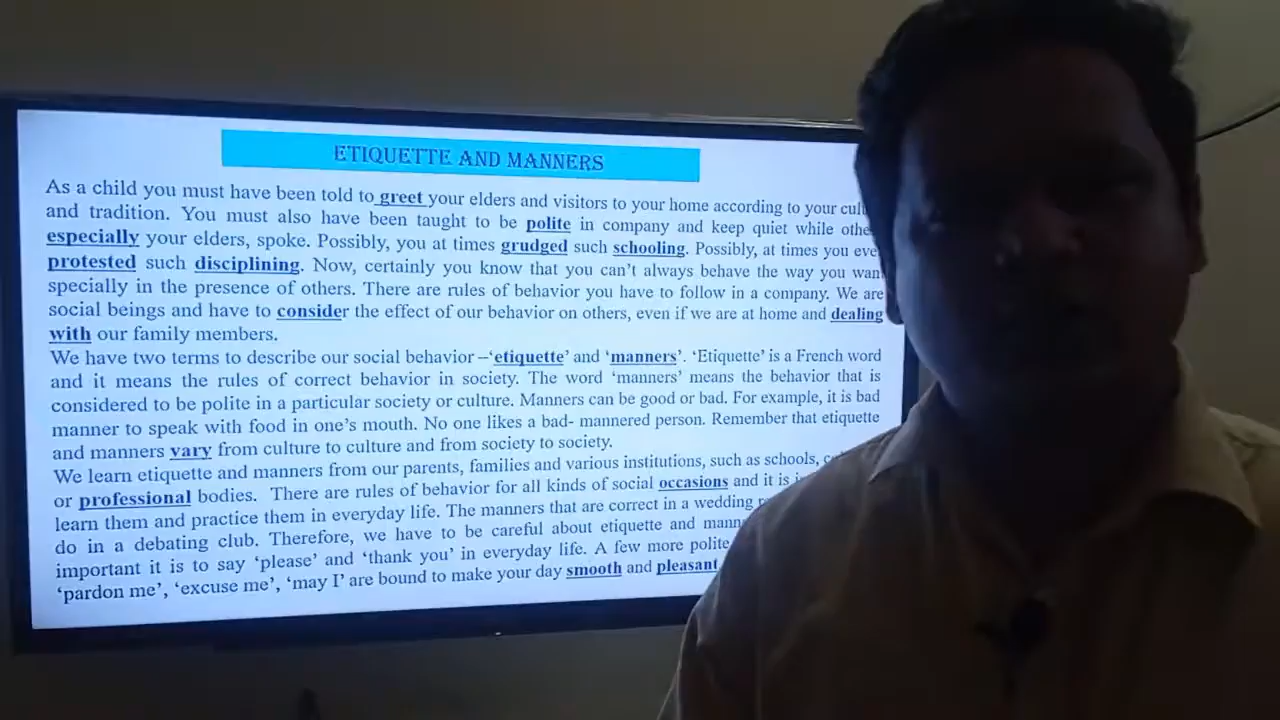 ETIQUETTE AND MANNERS
As a child you must have been told to greet your elders and visitors to your home according to your
and tradition. You must also have been taught to be polite in company and keep quiet while
especially your elders, spoke. Possibly, you at times grudged such schooling. Possibly, at times you
protested such disciplining. Now, certainly you know that you can't always behave the way you
specially in the presence of others. There are rules of behavior you have to follow in a company. We are
social beings and have to consider the effect of our behavior on others, even if we are at home and dealing
with our family members.
We have two terms to describe our social behavior –'etiquette' and 'manners'. 'Etiquette' is a French word
and it means the rules of correct behavior in society. The word 'manners' means the behavior that is
considered to be polite in a particular society or culture. Manners can be good or bad. For example, it is bad
manner to speak with food in one's mouth. No one likes a bad- mannered person. Remember that etiquette
and manners vary from culture to culture and from society to society.
We learn etiquette and manners from our parents, families and various institutions, such as schools,
or professional bodies. There are rules of behavior for all kinds of social occasions and it is
learn them and practice them in everyday life. The manners that are correct in a wedding
do in a debating club. Therefore, we have to be careful about etiquette and
important it is to say 'please' and 'thank you' in everyday life. A few more polite
'pardon me', 'excuse me', 'may I' are bound to make your day smooth and pleasant